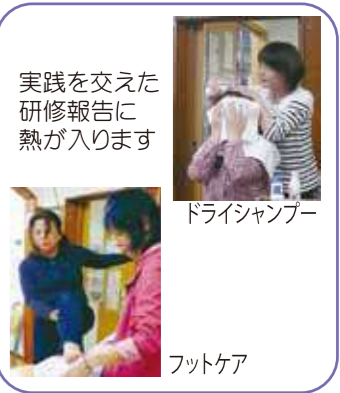 実践を交えた
研修報告に
熱が入ります
ドライシャンプー
フットケア